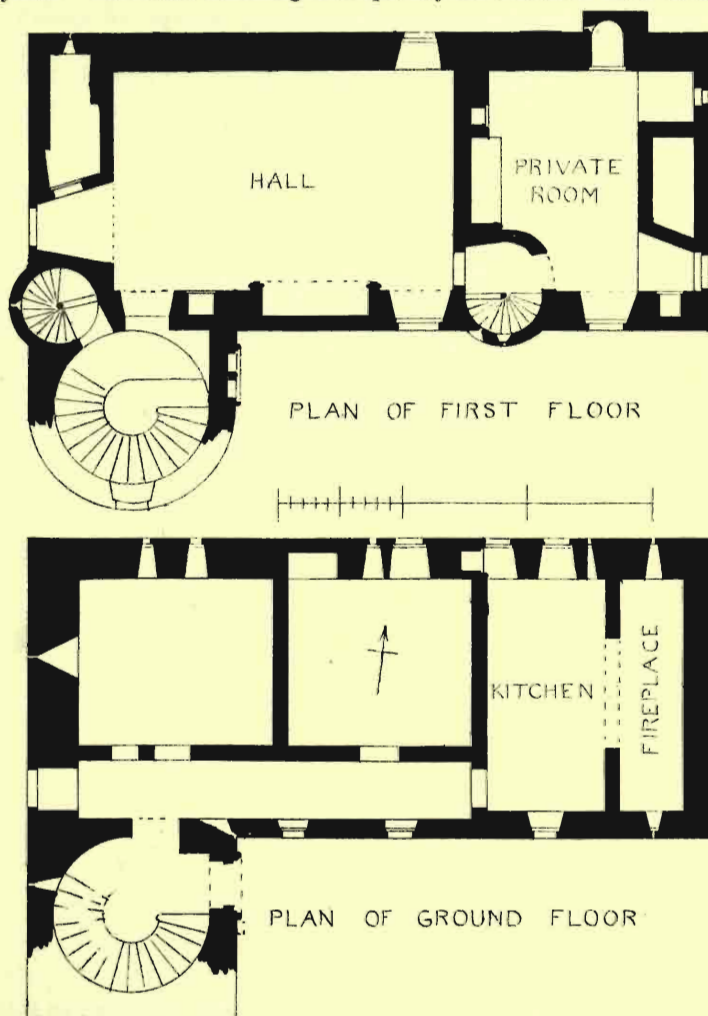 HALL
PRIVATE
ROOM
PLAN OF FIRST FLOOR
KITCHEN
FIREPLACE
PLAN OF GROUND FLOOR